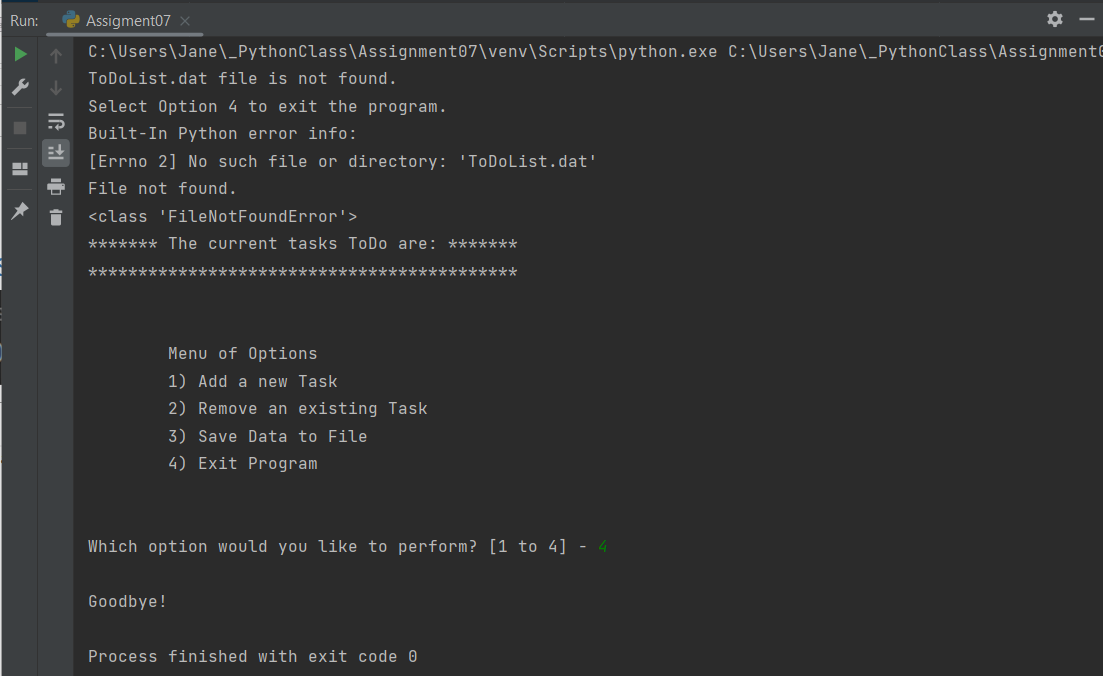 Run: Assigment07
C:\Users\Jane\_PythonClass\Assignment07\venv\Scripts\python.exe C:\Users\Jane\_PythonClass\Assignment0
ToDoList.dat file is not found.
Select Option 4 to exit the program.
Built-In Python error info:
[Errno 2] No such file or directory: 'ToDoList.dat'
File not found.
<class 'FileNotFoundError'>
******* The current tasks ToDo are: *******
*******************************************
Menu of Options
1) Add a new Task
2) Remove an existing Task
3) Save Data to File
4) Exit Program
Which option would you like to perform? [1 to 4] - 4
Goodbye!
Process finished with exit code 0